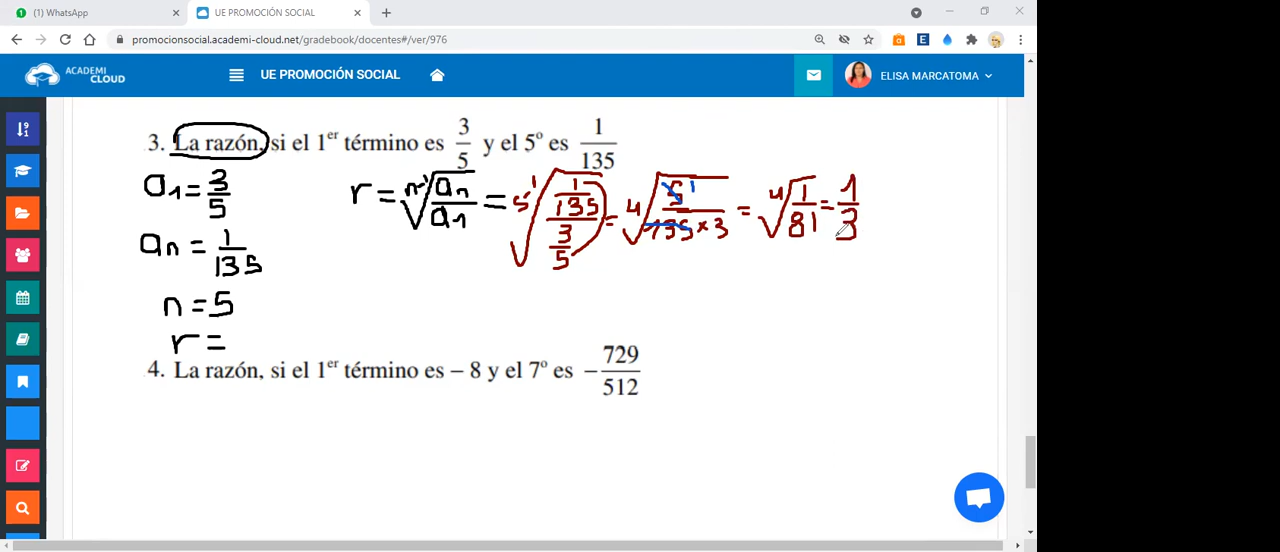 (1) WhatsApp
UE PROMOCIÓN SOCIAL
promocionsocial.academi-cloud.net/gradebook/docentes#/ver/976
ACADEMI
CLOUD
UE PROMOCIÓN SOCIAL
ELISA MARCATOMA
3. La razón, si el 1er término es 3/5 y el 5º es 1/135
a1 = 3/5
an = 1/135
n = 5
r =
r = ⁿ⁻¹√(an/a1) = ⁵⁻¹√((1/135)/(3/5)) = ⁴√(5 1/(135 × 3)) = ⁴√(1/81) = 1/3
4. La razón, si el 1er término es – 8 y el 7º es – 729/512